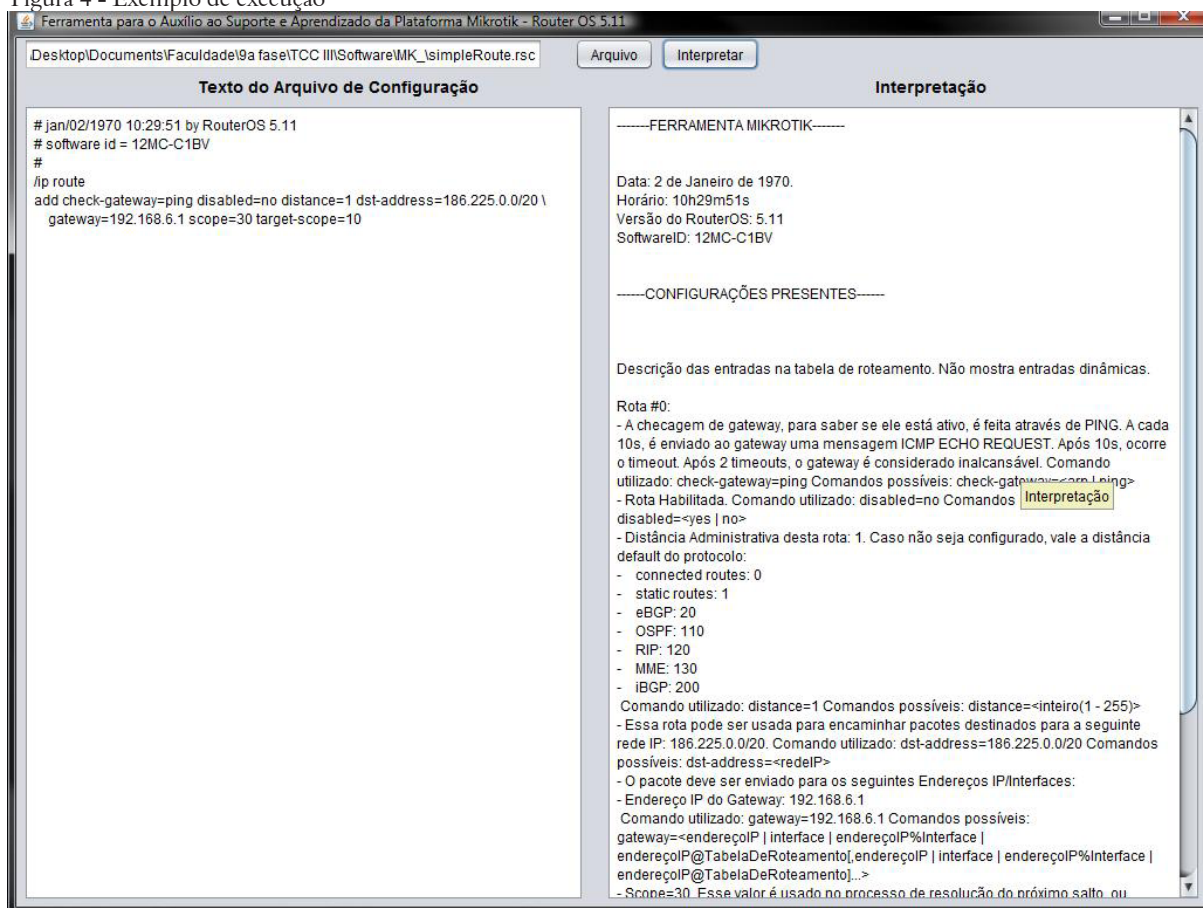 Figura 4 - Exemplo de execução
Ferramenta para o Auxílio ao Suporte e Aprendizado da Plataforma Mikrotik - Router OS 5.11
Desktop\Documents\Faculdade\9a fase\TCC III\Software\MK_\simpleRoute.rsc
Arquivo
Interpretar
Texto do Arquivo de Configuração
# jan/02/1970 10:29:51 by RouterOS 5.11
# software id = 12MC-C1BV
#
/ip route
add check-gateway=ping disabled=no distance=1 dst-address=186.225.0.0/20 \
gateway=192.168.6.1 scope=30 target-scope=10
Interpretação
-------FERRAMENTA MIKROTIK-------
Data: 2 de Janeiro de 1970.
Horário: 10h29m51s
Versão do RouterOS: 5.11
SoftwareID: 12MC-C1BV
------CONFIGURAÇÕES PRESENTES------
Descrição das entradas na tabela de roteamento. Não mostra entradas dinâmicas.
Rota #0:
- A checagem de gateway, para saber se ele está ativo, é feita através de PING. A cada
10s, é enviado ao gateway uma mensagem ICMP ECHO REQUEST. Após 10s, ocorre
o timeout. Após 2 timeouts, o gateway é considerado inalcansável. Comando
utilizado: check-gateway=ping Comandos possíveis: check-gateway=<arp | ping>
- Rota Habilitada. Comando utilizado: disabled=no Comandos
Interpretação
disabled=<yes | no>
- Distância Administrativa desta rota: 1. Caso não seja configurado, vale a distância
default do protocolo:
- connected routes: 0
- static routes: 1
- eBGP: 20
- OSPF: 110
- RIP: 120
- MME: 130
- iBGP: 200
Comando utilizado: distance=1 Comandos possíveis: distance=<inteiro(1 - 255)>
- Essa rota pode ser usada para encaminhar pacotes destinados para a seguinte
rede IP: 186.225.0.0/20. Comando utilizado: dst-address=186.225.0.0/20 Comandos
possíveis: dst-address=<redeIP>
- O pacote deve ser enviado para os seguintes Endereços IP/Interfaces:
- Endereço IP do Gateway: 192.168.6.1
Comando utilizado: gateway=192.168.6.1 Comandos possíveis:
gateway=<endereçoIP | interface | endereçoIP%Interface |
endereçoIP@TabelaDeRoteamento[,endereçoIP | interface | endereçoIP%Interface |
endereçoIP@TabelaDeRoteamento]...>
- Scope=30. Esse valor é usado no processo de resolução do próximo salto, ou